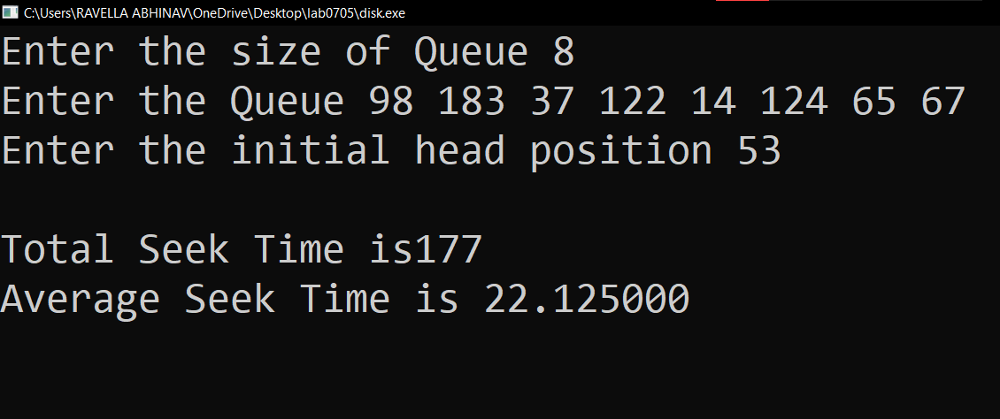 C:\Users\RAVELLA ABHINAV\OneDrive\Desktop\lab0705\disk.exe
Enter the size of Queue 8
Enter the Queue 98 183 37 122 14 124 65 67
Enter the initial head position 53
Total Seek Time is177
Average Seek Time is 22.125000